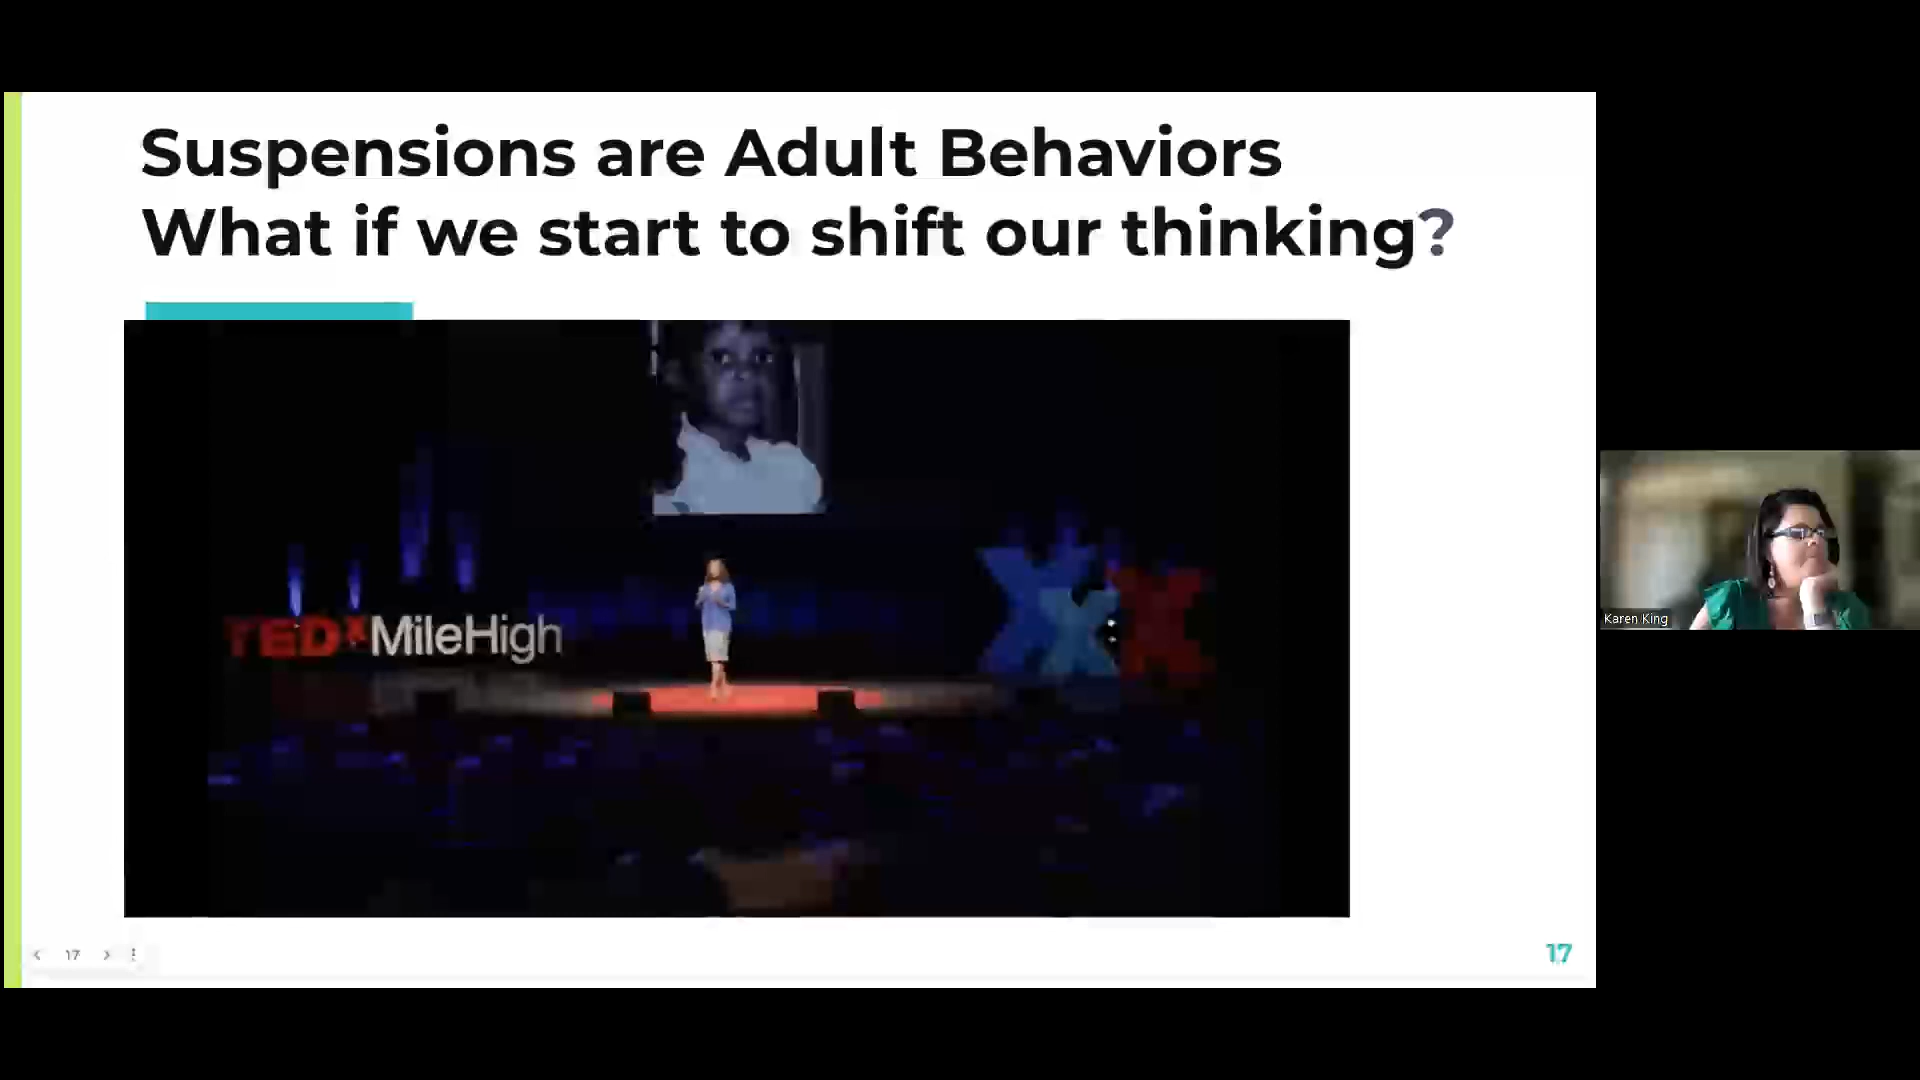 Suspensions are Adult Behaviors
What if we start to shift our thinking?
TEDxMileHigh
Karen King
17
17